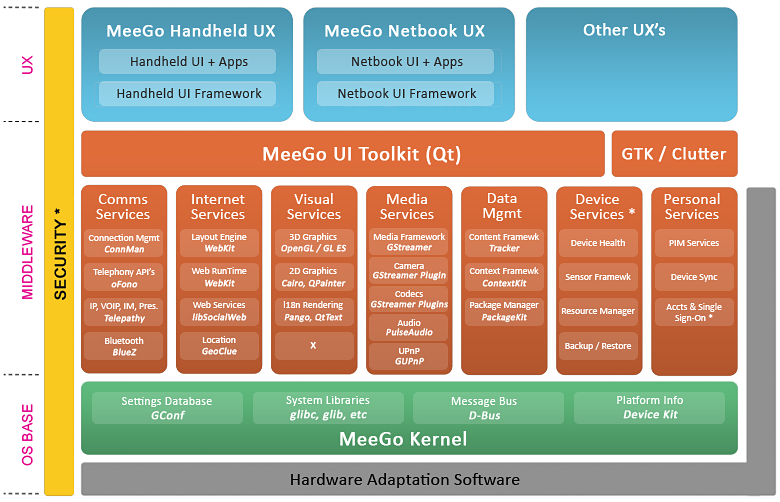 UX
MIDDLEWARE
OS BASE
SECURITY *
MeeGo Handheld UX
Handheld UI + Apps
Handheld UI Framework
MeeGo Netbook UX
Netbook UI + Apps
Netbook UI Framework
Other UX's
MeeGo UI Toolkit (Qt)
GTK / Clutter
Comms
Services
Connection Mgmt
ConnMan
Telephony API's
oFono
IP, VOIP, IM, Pres.
Telepathy
Bluetooth
BlueZ
Internet
Services
Layout Engine
WebKit
Web RunTime
WebKit
Web Services
libSocialWeb
Location
GeoClue
Visual
Services
3D Graphics
OpenGL / GL ES
2D Graphics
Cairo, QPainter
I18n Rendering
Pango, QtText
X
Media
Services
Media Framework
GStreamer
Camera
GStreamer Plugin
Codecs
GStreamer Plugins
Audio
PulseAudio
UPnP
GUPnP
Data
Mgmt
Content Framewk
Tracker
Context Framewk
ContextKit
Package Manager
PackageKit
Device
Services *
Device Health
Sensor Framewk
Resource Manager
Backup / Restore
Personal
Services
PIM Services
Device Sync
Accts & Single
Sign-On *
Settings Database
GConf
System Libraries
glibc, glib, etc
Message Bus
D-Bus
Platform Info
Device Kit
MeeGo Kernel
Hardware Adaptation Software